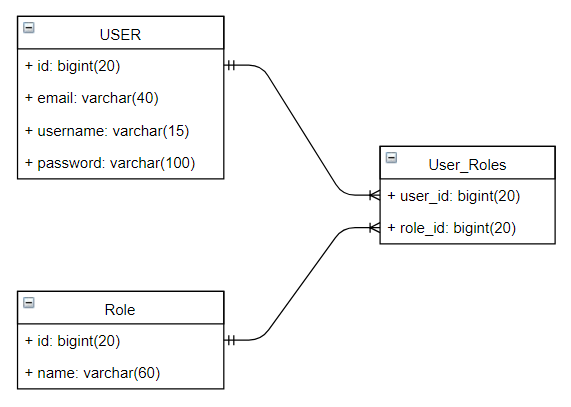 USER
+ id: bigint(20)
+ email: varchar(40)
+ username: varchar(15)
+ password: varchar(100)
User_Roles
+ user_id: bigint(20)
+ role_id: bigint(20)
Role
+ id: bigint(20)
+ name: varchar(60)